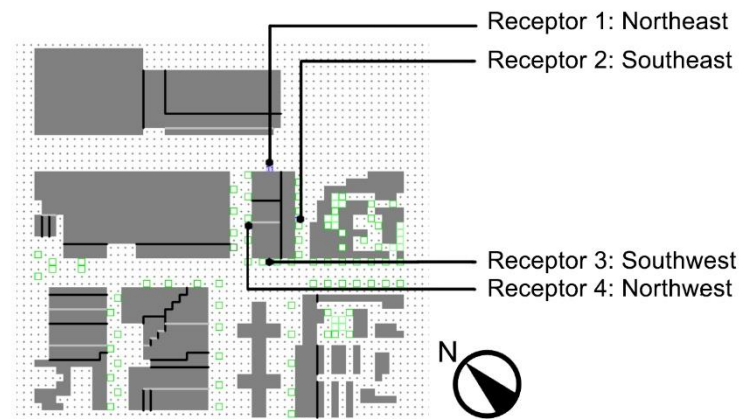 Receptor 1: Northeast
Receptor 2: Southeast
Receptor 3: Southwest
Receptor 4: Northwest
N